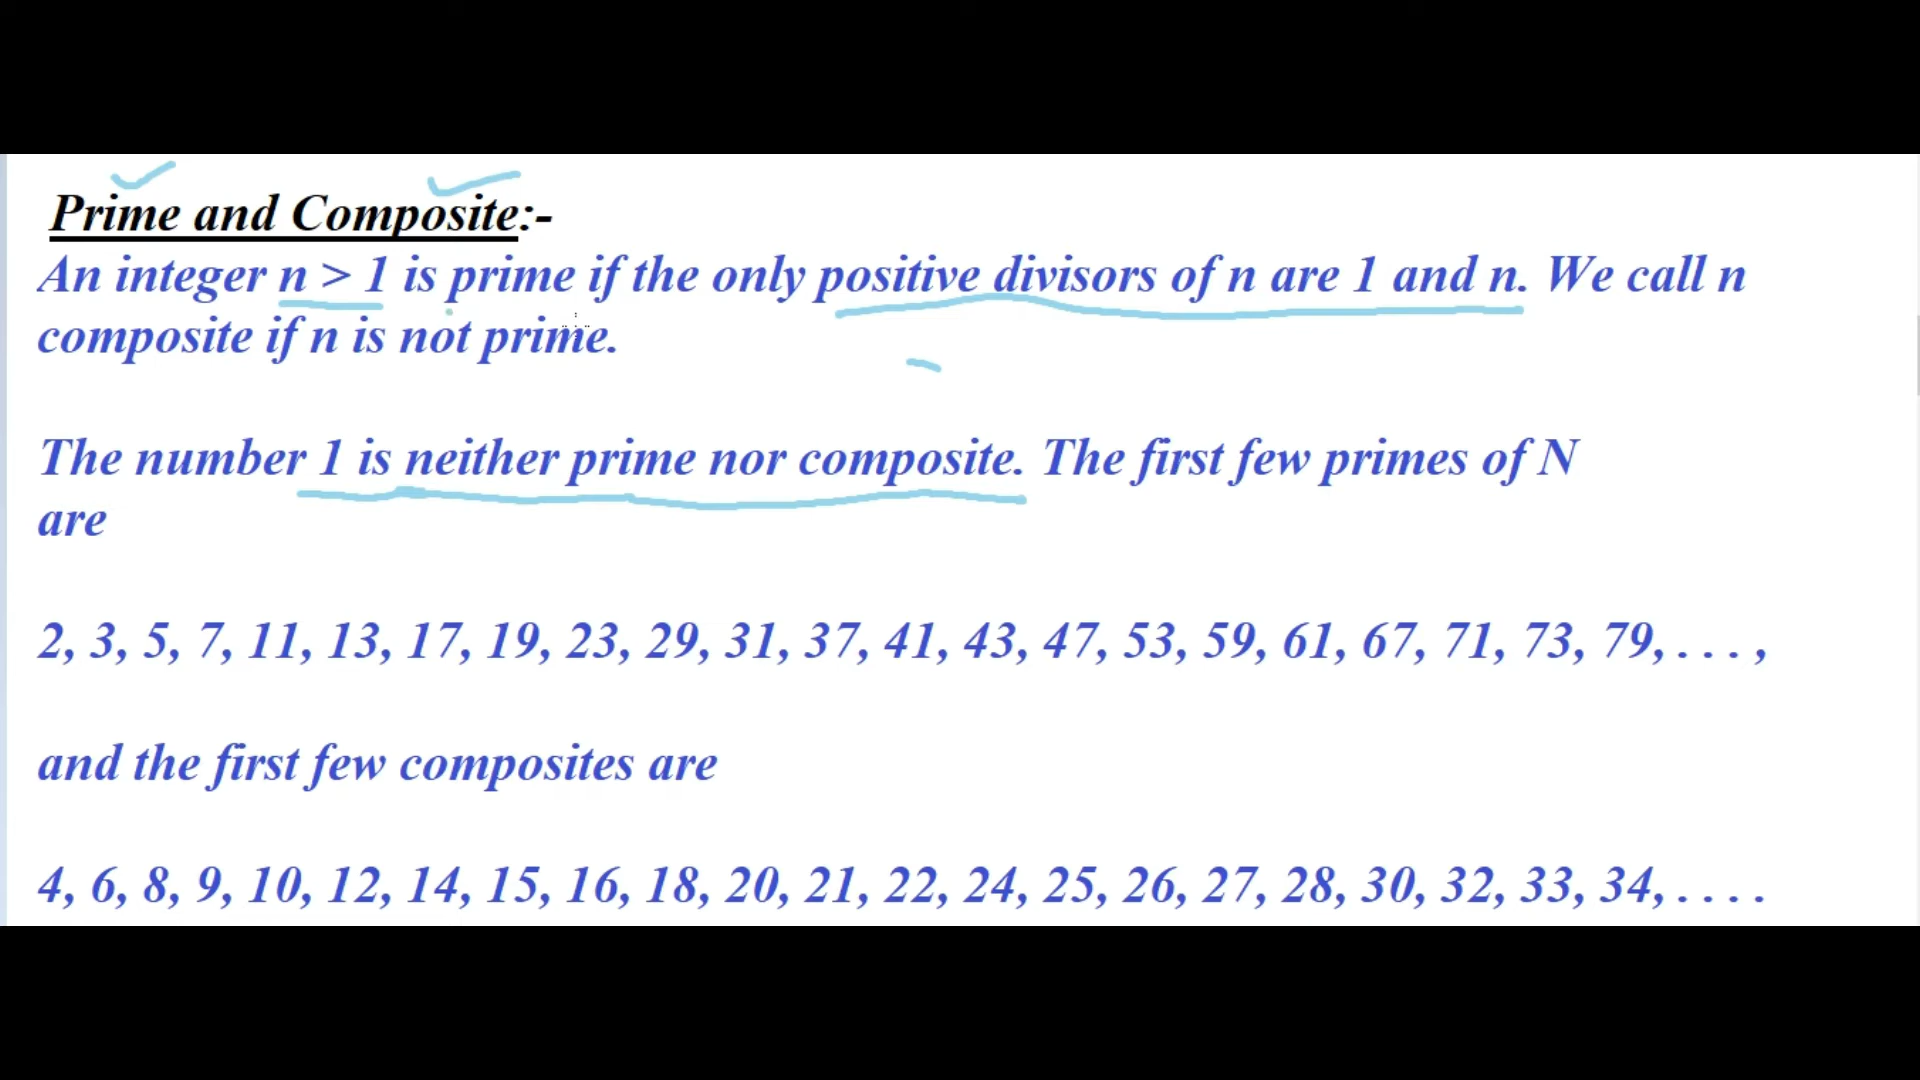 Prime and Composite:-
An integer n > 1 is prime if the only positive divisors of n are 1 and n. We call n
composite if n is not prime.
The number 1 is neither prime nor composite. The first few primes of N
are
2, 3, 5, 7, 11, 13, 17, 19, 23, 29, 31, 37, 41, 43, 47, 53, 59, 61, 67, 71, 73, 79, . . . ,
and the first few composites are
4, 6, 8, 9, 10, 12, 14, 15, 16, 18, 20, 21, 22, 24, 25, 26, 27, 28, 30, 32, 33, 34, . . . .